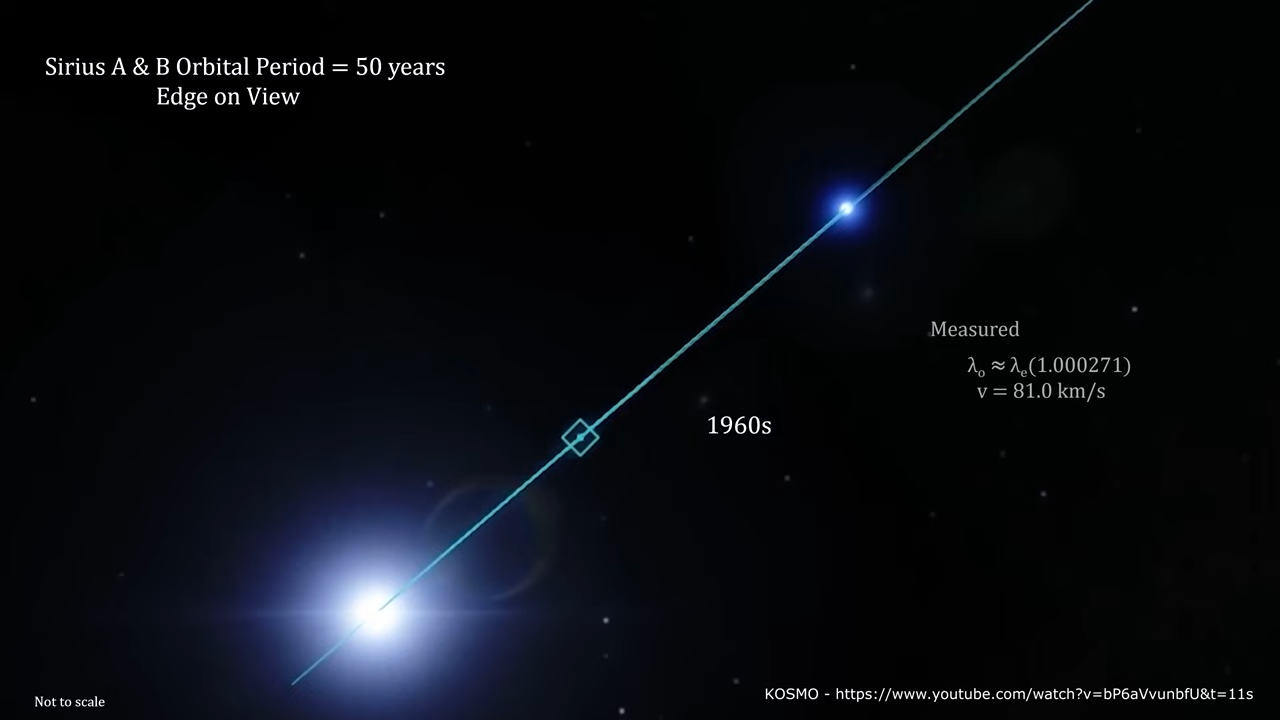 Sirius A & B Orbital Period = 50 years
Edge on View
Measured
λₒ ≈ λₑ(1.000271)
v = 81.0 km/s
1960s
KOSMO - https://www.youtube.com/watch?v=bP6aVvunbfU&t=11s
Not to scale